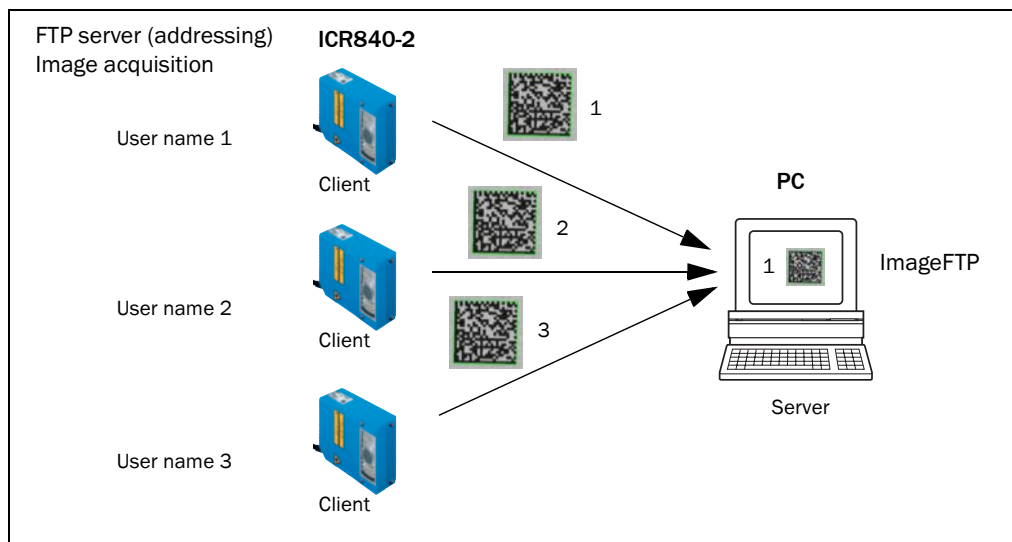 FTP server (addressing)
Image acquisition
ICR840-2
User name 1
Client
1
User name 2
Client
2
User name 3
Client
3
PC
1
ImageFTP
Server